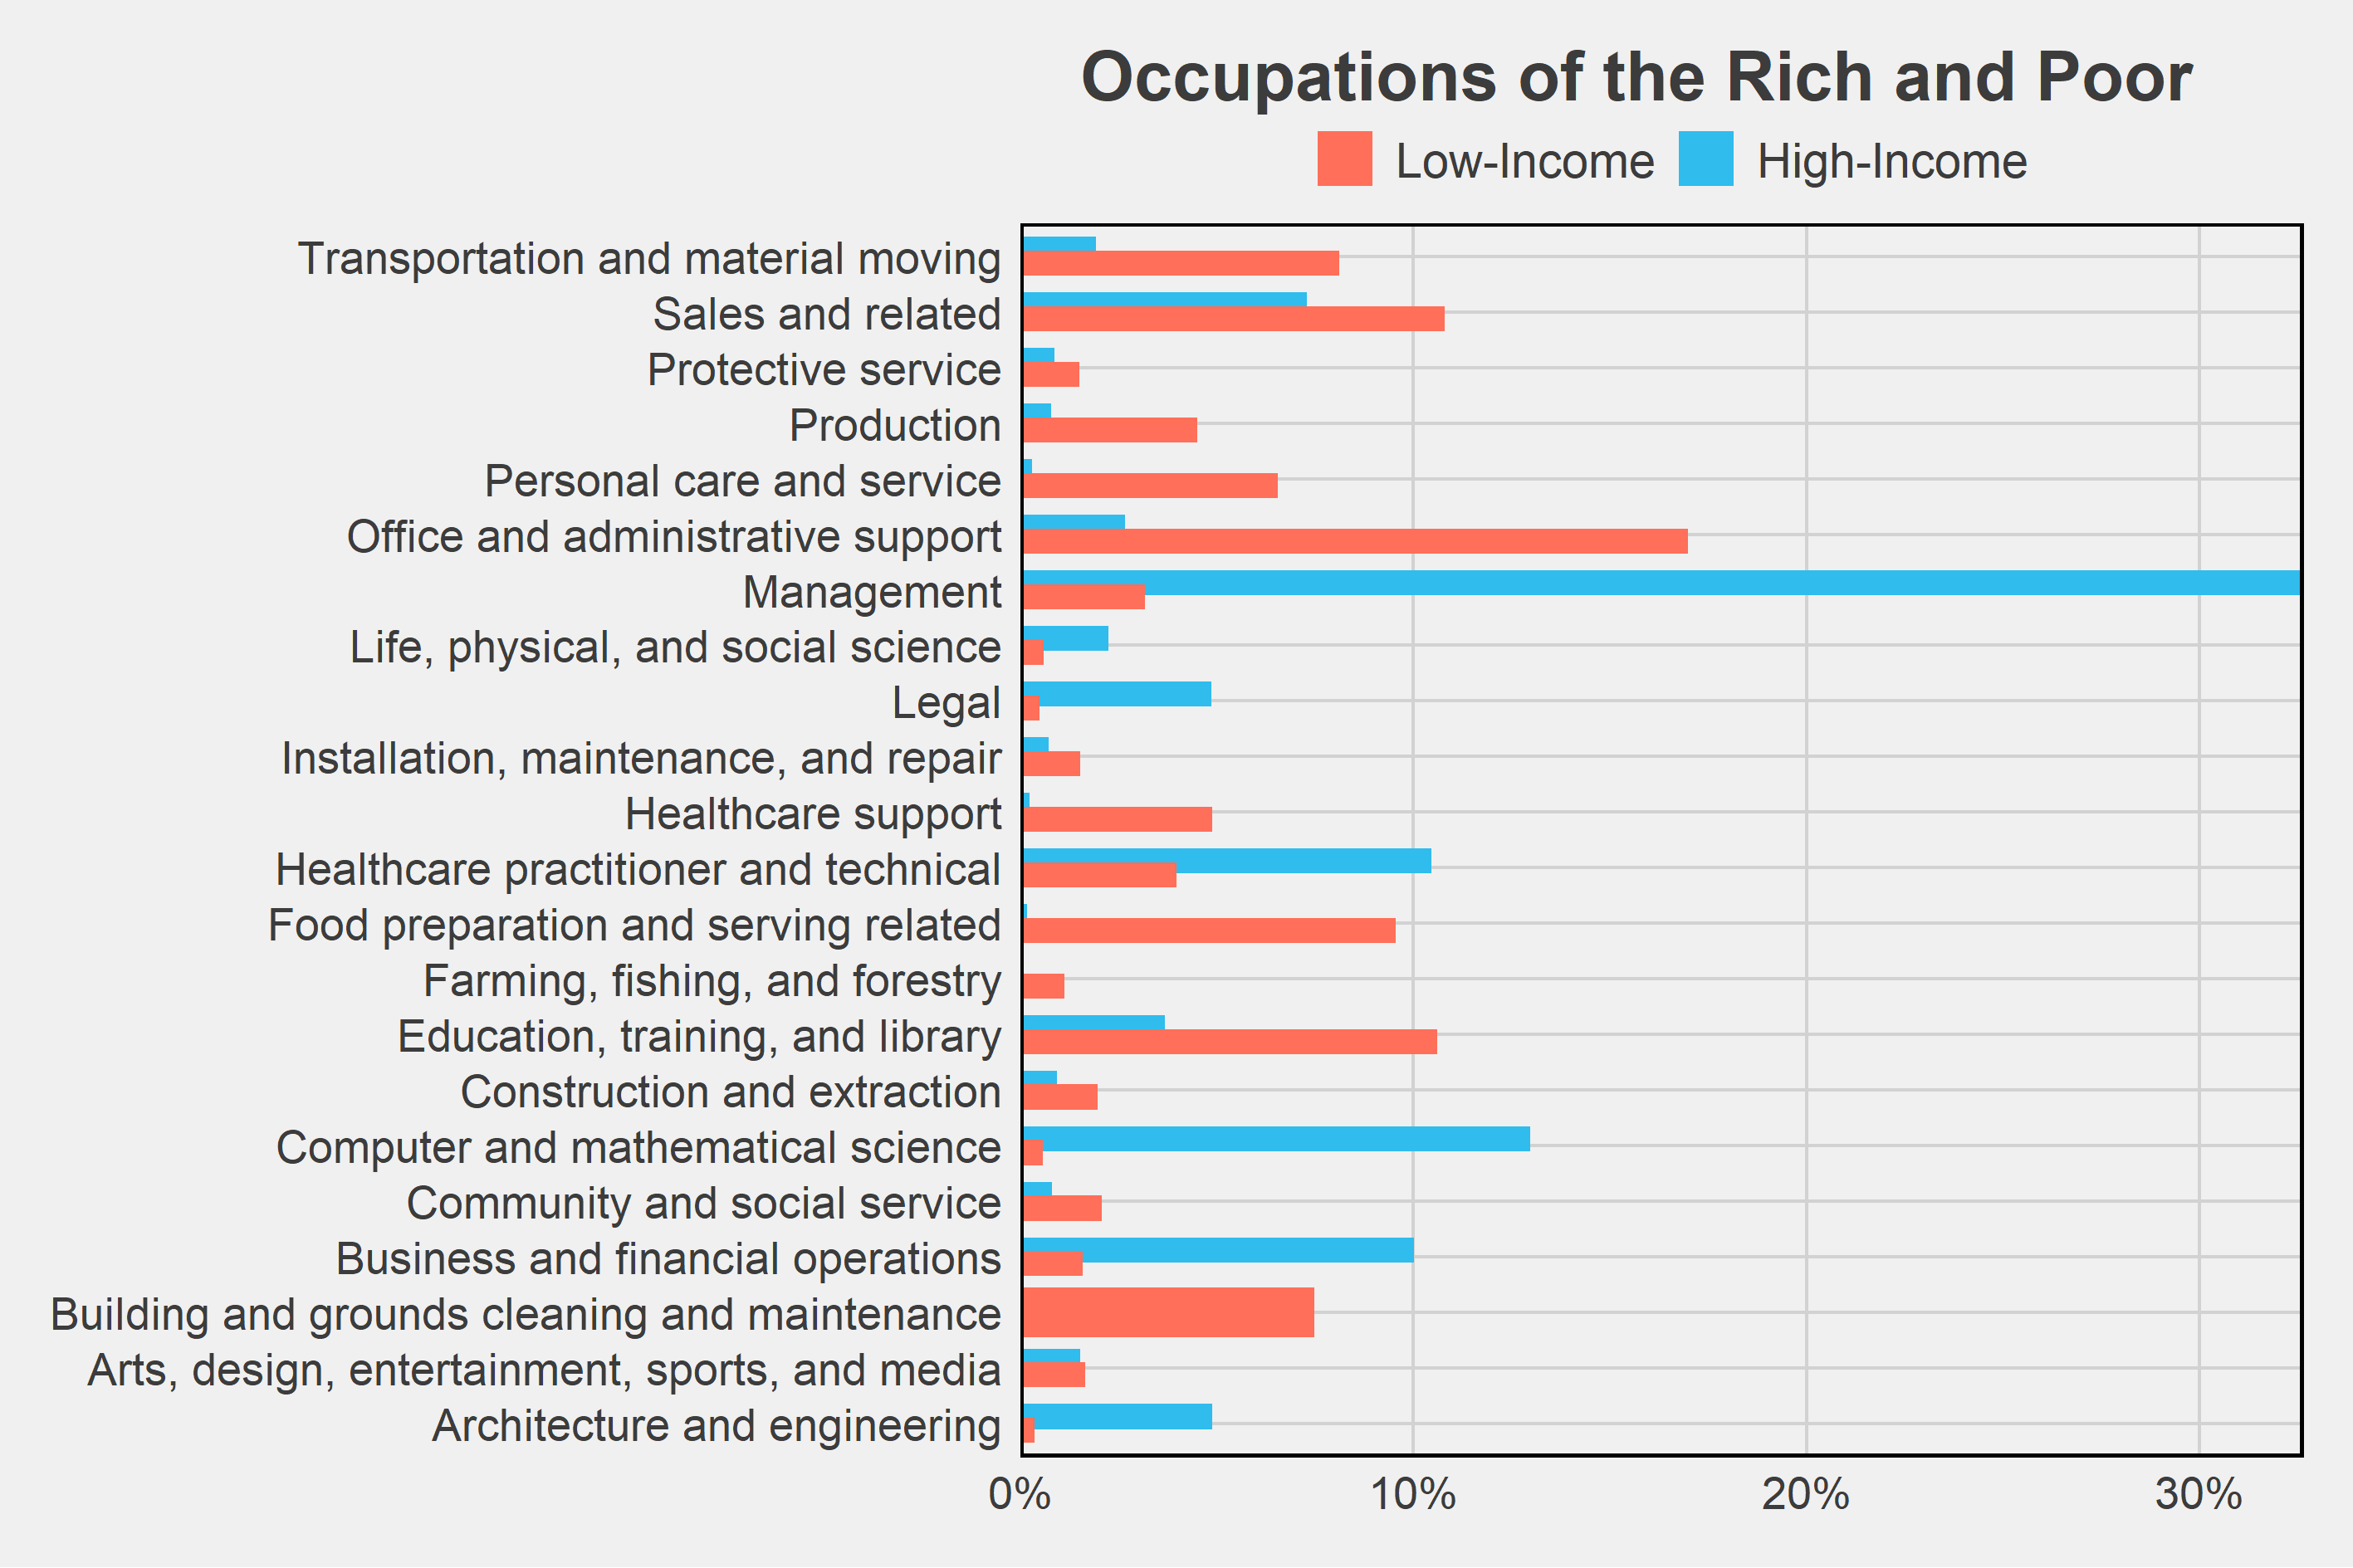 Occupations of the Rich and Poor
Low-Income High-Income
Transportation and material moving
Sales and related
Protective service
Production
Personal care and service
Office and administrative support
Management
Life, physical, and social science
Legal
Installation, maintenance, and repair
Healthcare support
Healthcare practitioner and technical
Food preparation and serving related
Farming, fishing, and forestry
Education, training, and library
Construction and extraction
Computer and mathematical science
Community and social service
Business and financial operations
Building and grounds cleaning and maintenance
Arts, design, entertainment, sports, and media
Architecture and engineering
0% 10% 20% 30%